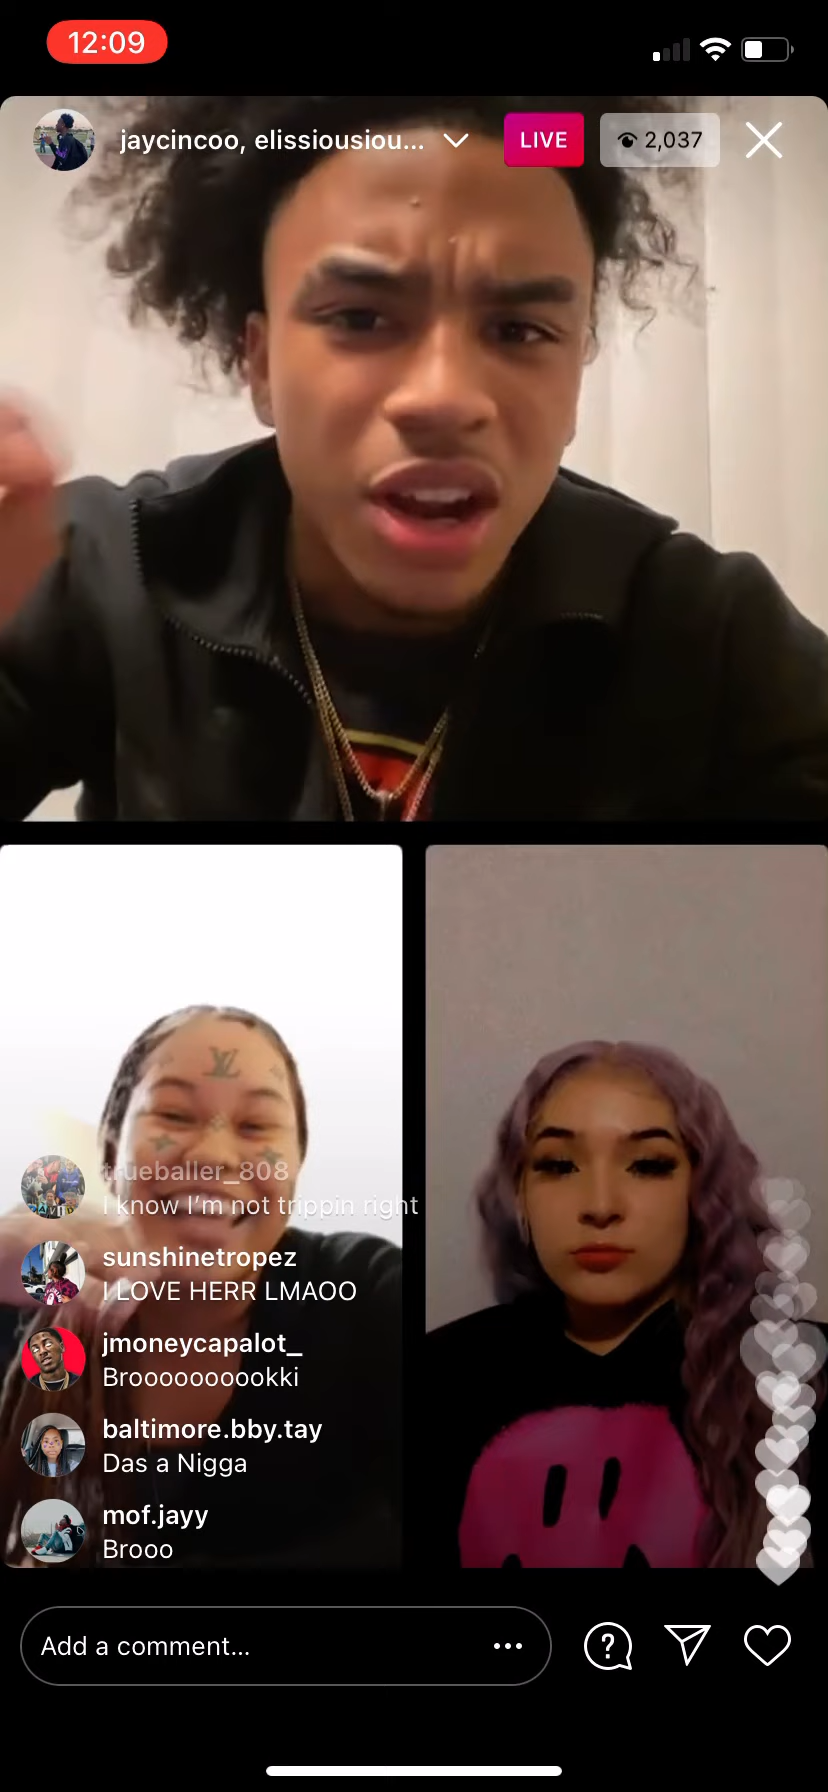 12:09
jaycincoo, elissiousiou...
LIVE
2,037
LV
trueballer_808
I know I'm not trippin right
sunshinetropez
I LOVE HERR LMAOO
jmoneycapalot_
Broooooooookki
baltimore.bby.tay
Das a Nigga
mof.jayy
Brooo
Add a comment...